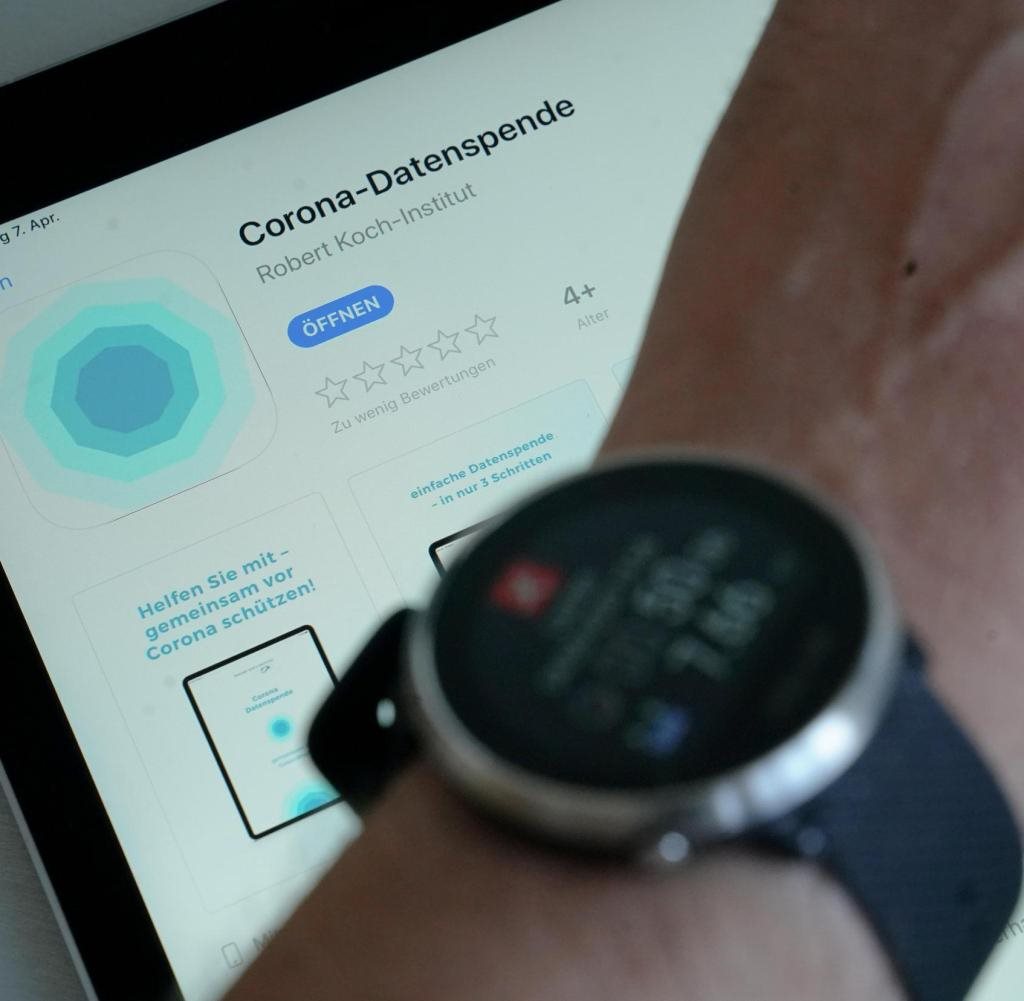 g 7. Apr.
n
Corona-Datenspende
Robert Koch-Institut
ÖFFNEN
4+
Alter
Zu wenig Bewertungen
einfache Datenspende
– in nur 3 Schritten
Helfen Sie mit –
gemeinsam vor
Corona schützen!
Corona
Datenspende